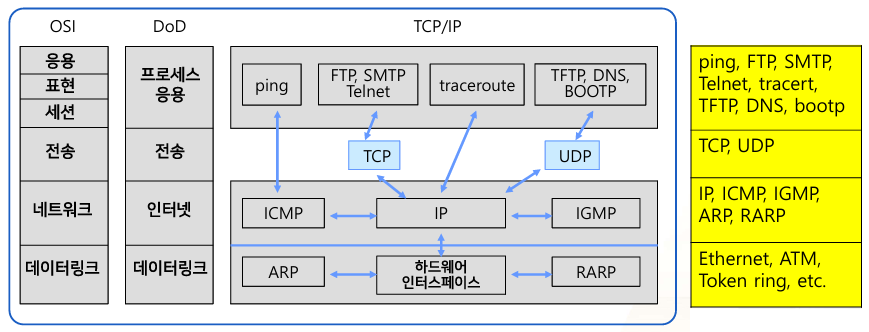 OSI
DoD
TCP/IP
응용
표현
세션
전송
네트워크
데이터링크
프로세스
응용
전송
인터넷
데이터링크
ping
FTP, SMTP
Telnet
traceroute
TFTP, DNS,
BOOTP
TCP
UDP
ICMP
IP
IGMP
ARP
하드웨어
인터스페이스
RARP
ping, FTP, SMTP,
Telnet, tracert,
TFTP, DNS, bootp
TCP, UDP
IP, ICMP, IGMP,
ARP, RARP
Ethernet, ATM,
Token ring, etc.